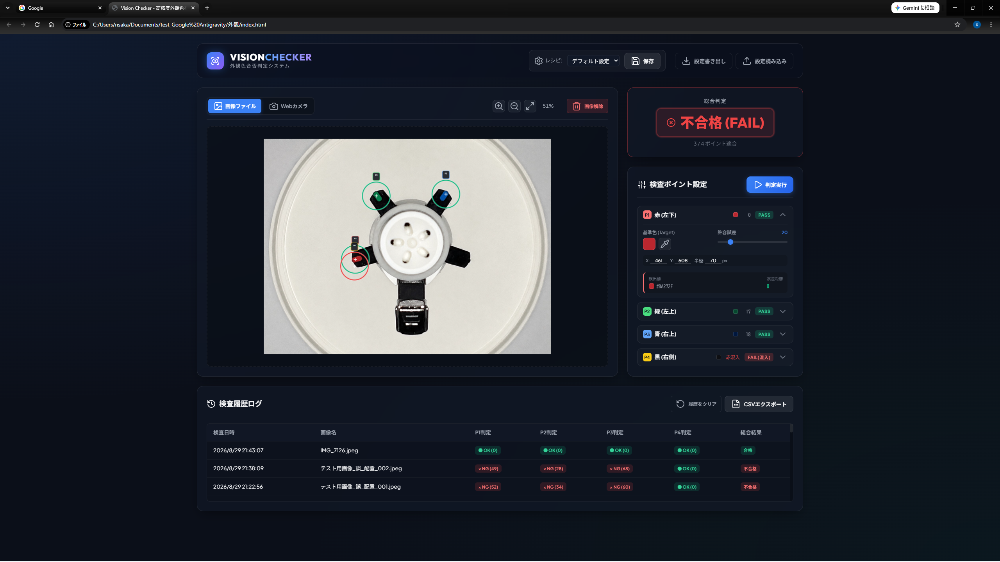 Google
Vision Checker - 高精度外観色
Gemini に相談
ファイル
C:/Users/nsaka/Documents/test_Google%20Antigravity/外観/index.html
S
VISIONCHECKER
外観色合否判定システム
レシピ:
デフォルト設定
保存
設定書き出し
設定読み込み
画像ファイル
Webカメラ
51%
画像解除
P2
P3
P1
P4
総合判定
不合格 (FAIL)
3 / 4 ポイント適合
検査ポイント設定
判定実行
P1 赤 (左下) 0 PASS
基準色 (Target)
許容誤差 20
X: 461 Y: 608 半径: 70 px
検出値 誤差距離
#BA272F 0
P2 緑 (左上) 17 PASS
P3 青 (右上) 18 PASS
P4 黒 (右側) 赤混入 FAIL(混入)
検査履歴ログ
履歴をクリア
CSVエクスポート
検査日時 画像名 P1判定 P2判定 P3判定 P4判定 総合結果
2026/8/29 21:43:07 IMG_7126.jpeg ●OK (0) ●OK (0) ●OK (0) ●OK (0) 合格
2026/8/29 21:38:09 テスト用画像_誤_配置_002.jpeg × NG (49) × NG (28) × NG (68) ●OK (0) 不合格
2026/8/29 21:22:56 テスト用画像_誤_配置_001.jpeg × NG (52) × NG (34) × NG (60) ●OK (0) 不合格